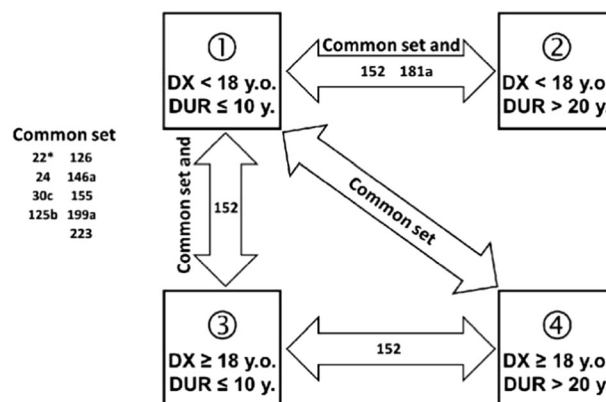 ①
DX < 18 y.o.
DUR ≤ 10 y.
Common set and
152 181a
②
DX < 18 y.o.
DUR > 20 y.
Common set
22* 126
24 146a
30c 155
125b 199a
223
Common set and
152
Common set
③
DX ≥ 18 y.o.
DUR ≤ 10 y.
152
④
DX ≥ 18 y.o.
DUR > 20 y.